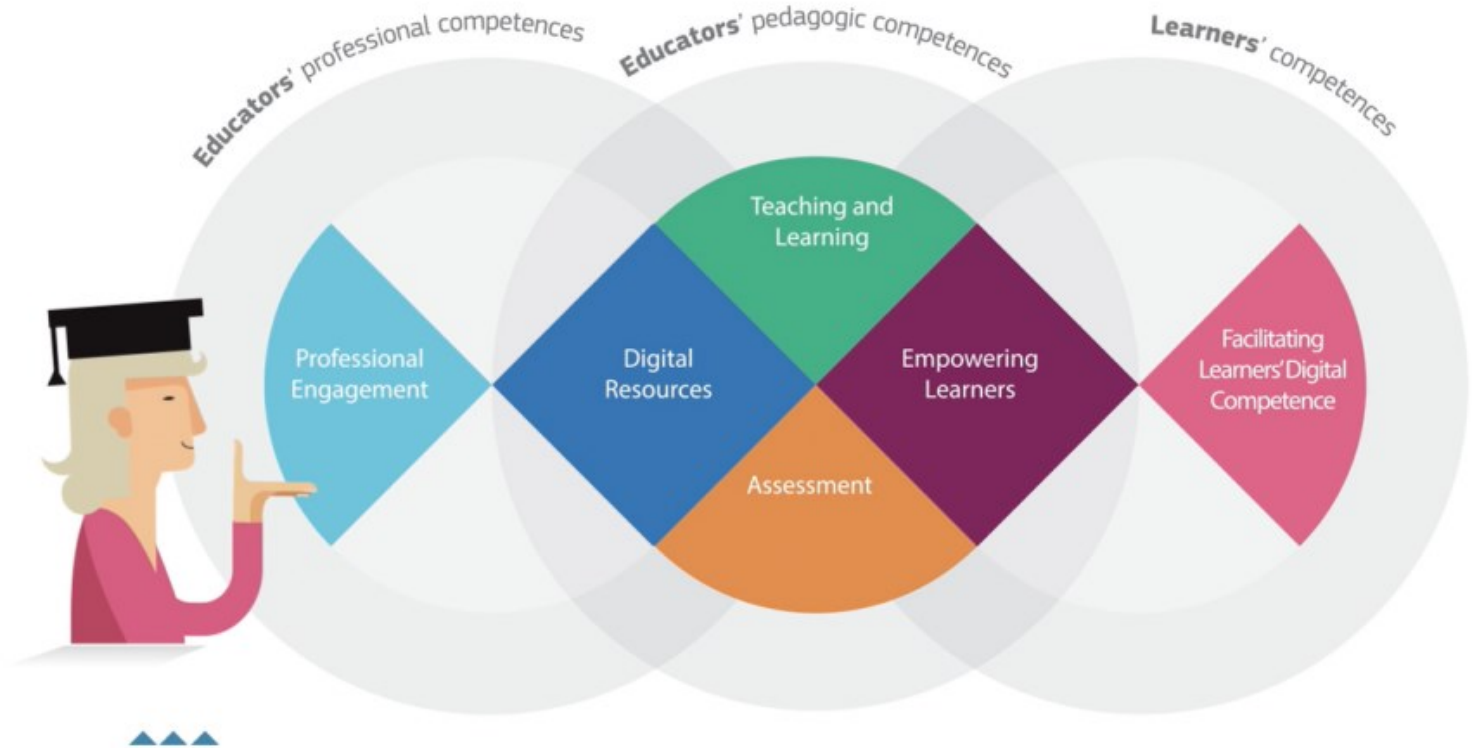 Educators' professional competences
Educators' pedagogic competences
Learners' competences
Teaching and
Learning
Professional
Engagement
Digital
Resources
Empowering
Learners
Facilitating
Learners' Digital
Competence
Assessment